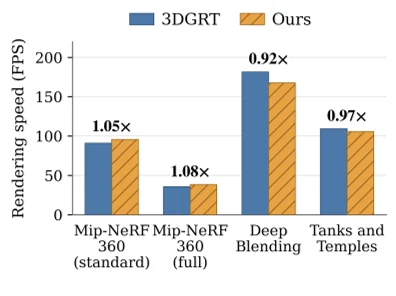 3DGRT Ours
Rendering speed (FPS)
200
150
100
50
0
1.05×
1.08×
0.92×
0.97×
Mip-NeRF
360
(standard)
Mip-NeRF
360
(full)
Deep
Blending
Tanks and
Temples